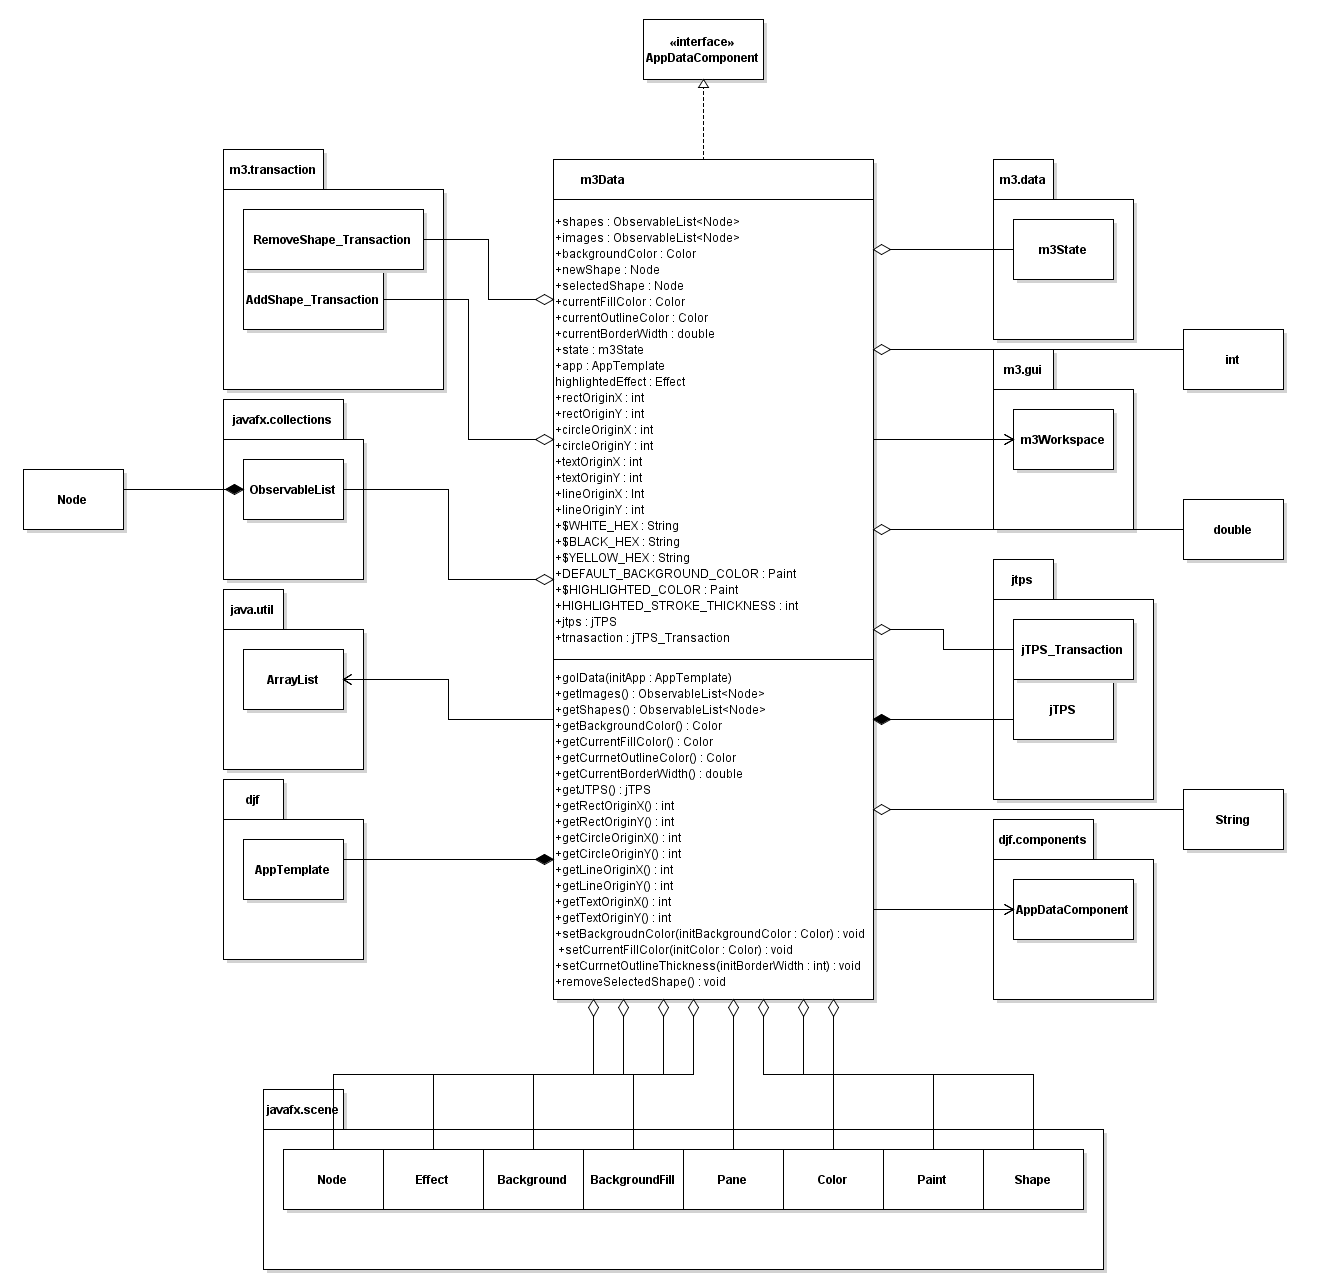 «interface»
AppDataComponent
m3.transaction
RemoveShape_Transaction
AddShape_Transaction
javafx.collections
ObservableList
Node
java.util
ArrayList
djf
AppTemplate
m3Data
+shapes : ObservableList<Node>
+images : ObservableList<Node>
+backgroundColor : Color
+newShape : Node
+selectedShape : Node
+currentFillColor : Color
+currentOutlineColor : Color
+currentBorderWidth : double
+state : m3State
+app : AppTemplate
highlightedEffect : Effect
+rectOriginX : int
+rectOriginY : int
+circleOriginX : int
+circleOriginY : int
+textOriginX : int
+textOriginY : int
+lineOriginX : Int
+lineOriginY : int
+$WHITE_HEX : String
+$BLACK_HEX : String
+$YELLOW_HEX : String
+DEFAULT_BACKGROUND_COLOR : Paint
+$HIGHLIGHTED_COLOR : Paint
+HIGHLIGHTED_STROKE_THICKNESS : int
+jtps : jTPS
+trnasaction : jTPS_Transaction
+golData(initApp : AppTemplate)
+getImages() : ObservableList<Node>
+getShapes() : ObservableList<Node>
+getBackgroundColor() : Color
+getCurrentFillColor() : Color
+getCurrnetOutlineColor() : Color
+getCurrentBorderWidth() : double
+getJTPS() : jTPS
+getRectOriginX() : int
+getRectOriginY() : int
+getCircleOriginX() : int
+getCircleOriginY() : int
+getLineOriginX() : int
+getLineOriginY() : int
+getTextOriginX() : int
+getTextOriginY() : int
+setBackgroudnColor(initBackgroundColor : Color) : void
+setCurrentFillColor(initColor : Color) : void
+setCurrnetOutlineThickness(initBorderWidth : int) : void
+removeSelectedShape() : void
m3.data
m3State
int
m3.gui
m3Workspace
double
jtps
jTPS_Transaction
jTPS
String
djf.components
AppDataComponent
javafx.scene
Node
Effect
Background
BackgroundFill
Pane
Color
Paint
Shape